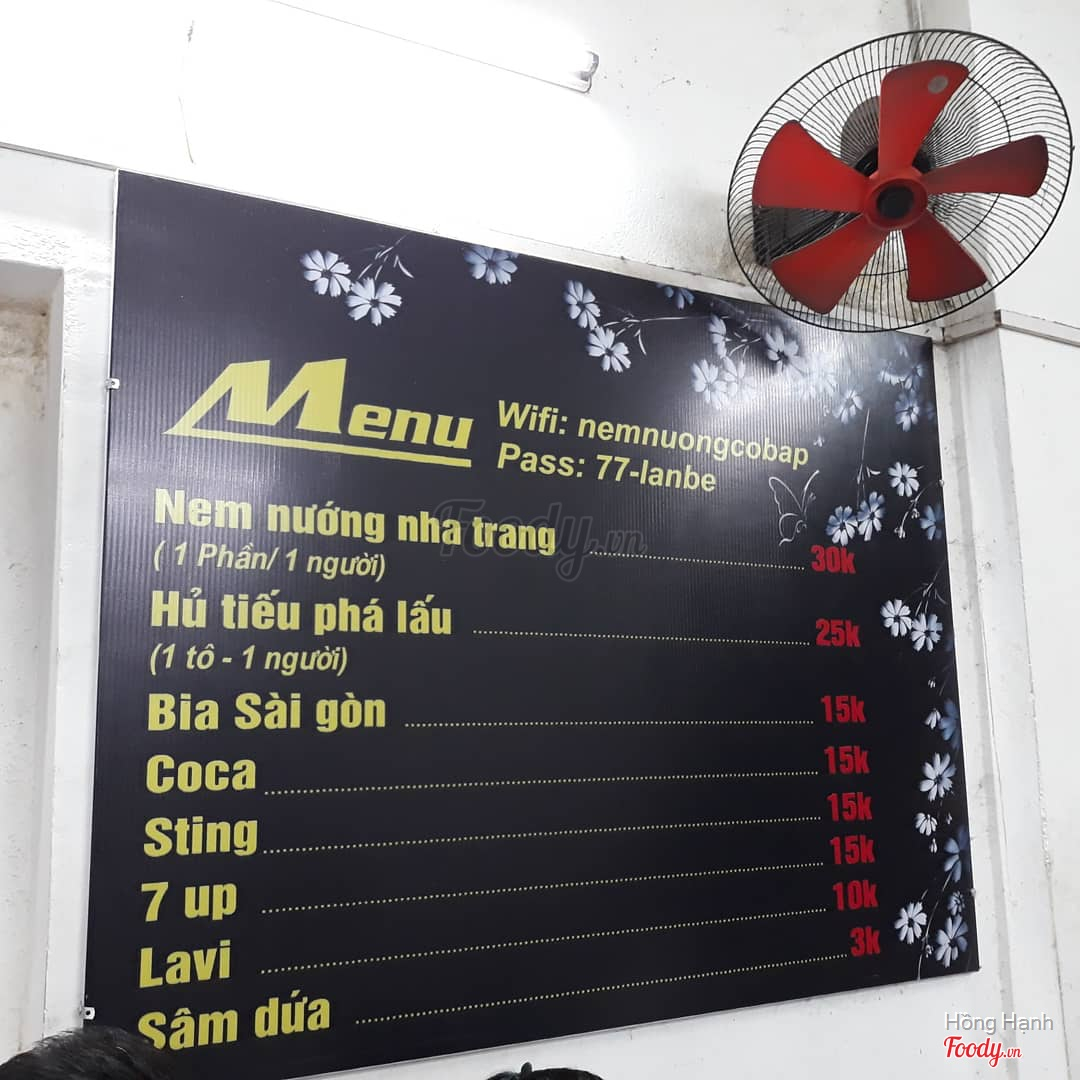 Menu
Wifi: nemnuongcobap
Pass: 77-lanbe
Nem nướng nha trang 30k
( 1 Phần/ 1 người)
Hủ tiếu phá lấu 25k
(1 tô - 1 người)
Bia Sài gòn 15k
Coca 15k
Sting 15k
7 up 15k
Lavi 10k
Sâm dứa 3k
Foody.vn
Hồng Hạnh
Foody.vn